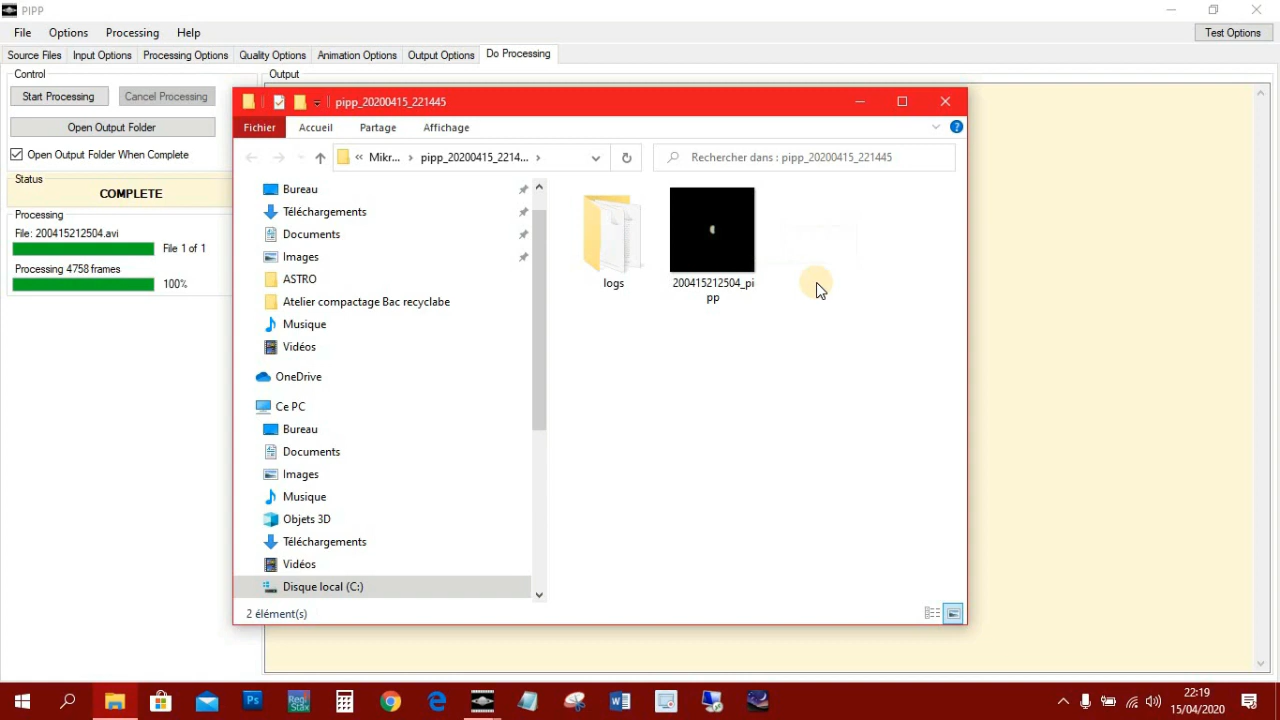 PIPP
File Options Processing Help
Test Options
Source Files Input Options Processing Options Quality Options Animation Options Output Options Do Processing
Control
Start Processing Cancel Processing
Open Output Folder
Open Output Folder When Complete
Status
COMPLETE
Processing
File: 200415212504.avi File 1 of 1
Processing 4758 frames
100%
Output
pipp_20200415_221445
Fichier Accueil Partage Affichage
« Mikr... pipp_20200415_2214...
Rechercher dans : pipp_20200415_221445
Bureau
Téléchargements
Documents
Images
ASTRO
Atelier compactage Bac recyclabe
Musique
Vidéos
OneDrive
Ce PC
Bureau
Documents
Images
Musique
Objets 3D
Téléchargements
Vidéos
Disque local (C:)
logs
200415212504_pi
pp
2 élément(s)
Ps
Regi
Stax
W
22:19
15/04/2020